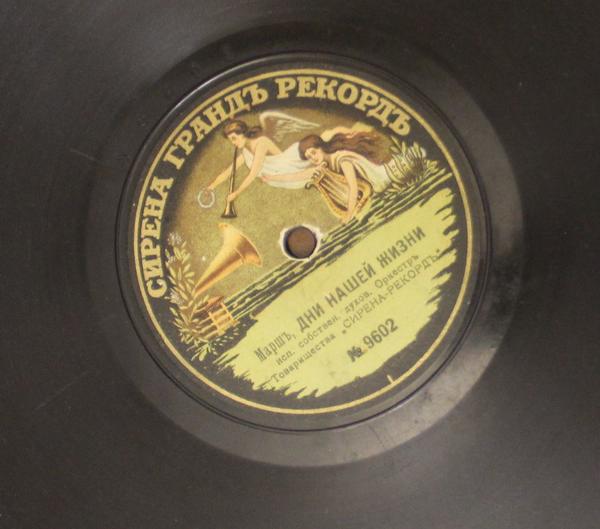 СИРЕНА ГРАНДЪ РЕКОРДЪ
Маршъ, ДНИ НАШЕЙ ЖИЗНИ
исп. собствен. духов. Оркестръ
Товарищества „СИРЕНА-РЕКОРДЪ“
№ 9602